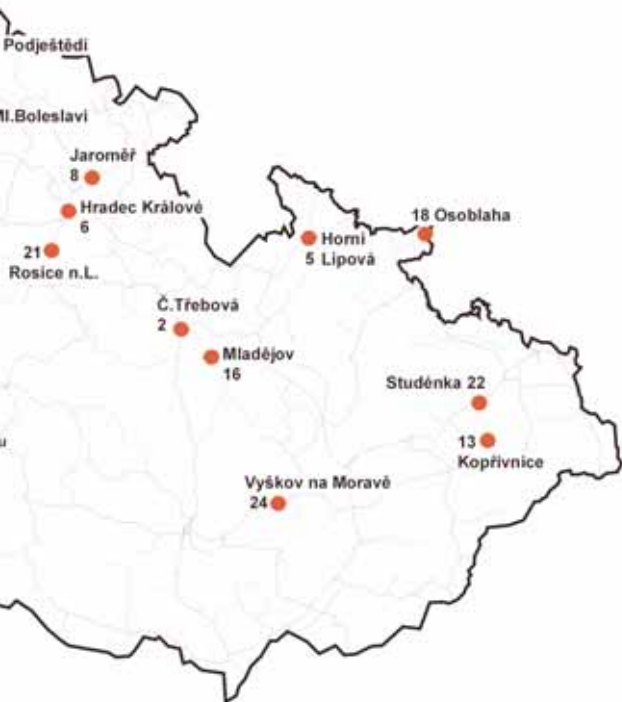 Podještědí
Ml.Boleslavi
Jaroměř
8
Hradec Králové
6
21
Rosice n.L.
18 Osoblaha
Horní
5 Lipová
Č.Třebová
2
Mladějov
16
Studénka 22
13
Kopřivnice
Vyškov na Moravě
24
u